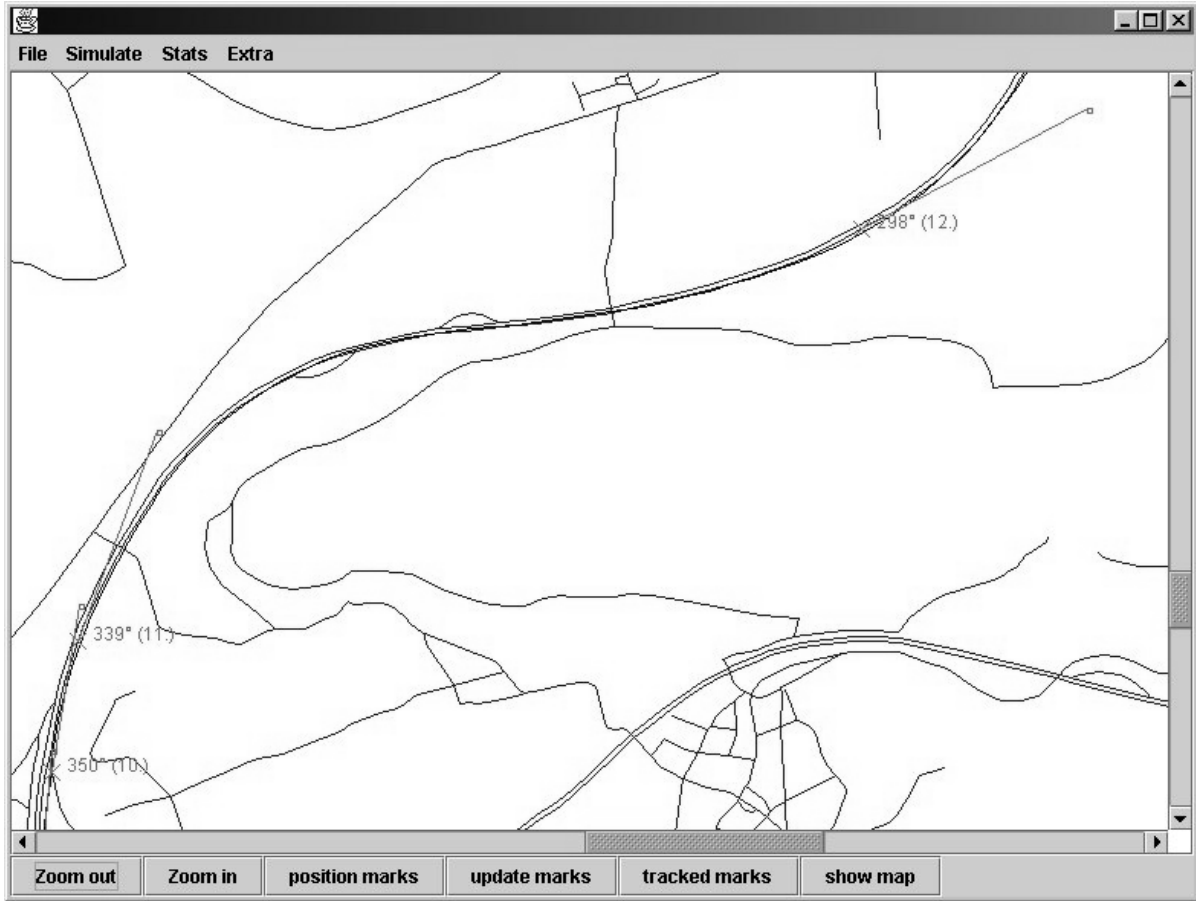 File Simulate Stats Extra
298° (12.)
339° (11.)
350° (10.)
Zoom out Zoom in position marks update marks tracked marks show map